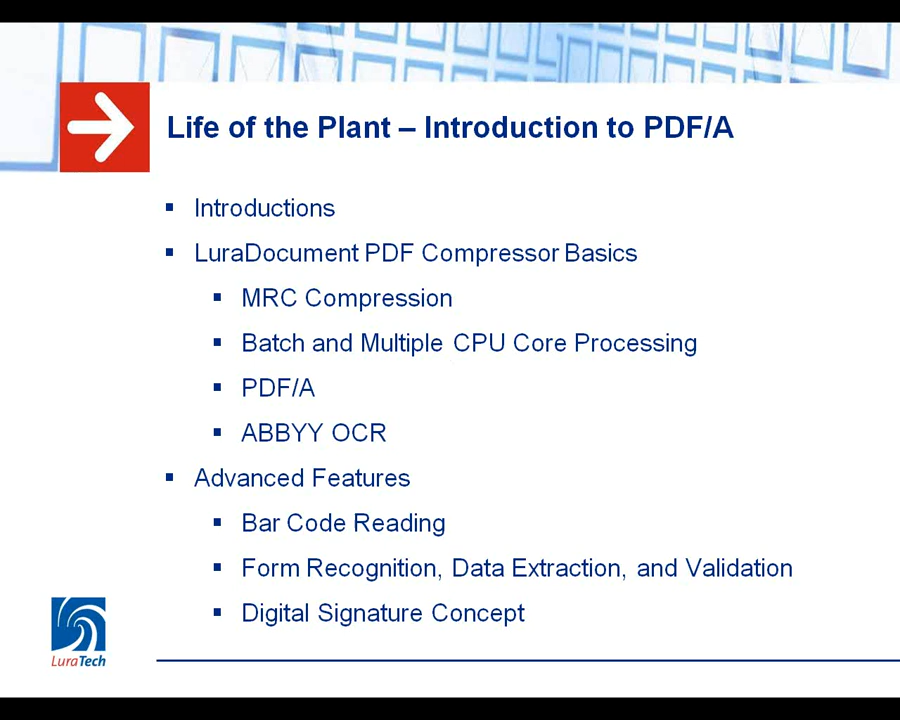 Life of the Plant – Introduction to PDF/A
Introductions
LuraDocument PDF Compressor Basics
MRC Compression
Batch and Multiple CPU Core Processing
PDF/A
ABBYY OCR
Advanced Features
Bar Code Reading
Form Recognition, Data Extraction, and Validation
Digital Signature Concept
LuraTech